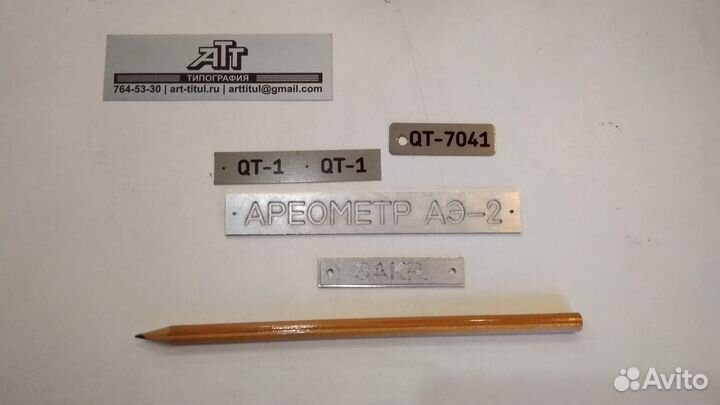 АТТ
ТИПОГРАФИЯ
764-53-30 | art-titul.ru | arttitul@gmail.com
QT-7041
QT-1 QT-1
АРЕОМЕТР АЭ-2
ЗАКР.
Avito